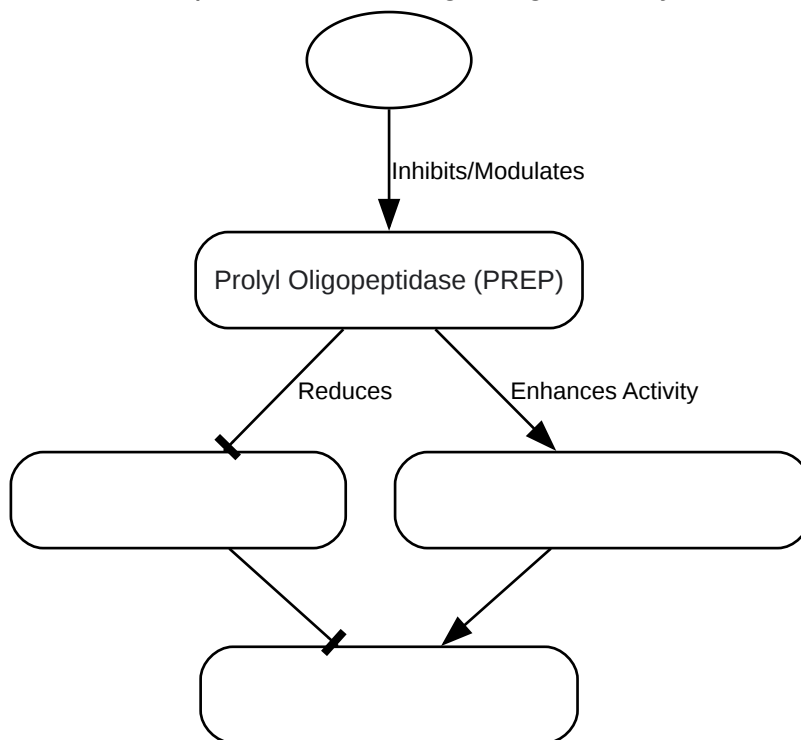 Inhibits/Modulates
Prolyl Oligopeptidase (PREP)
Reduces
Enhances Activity